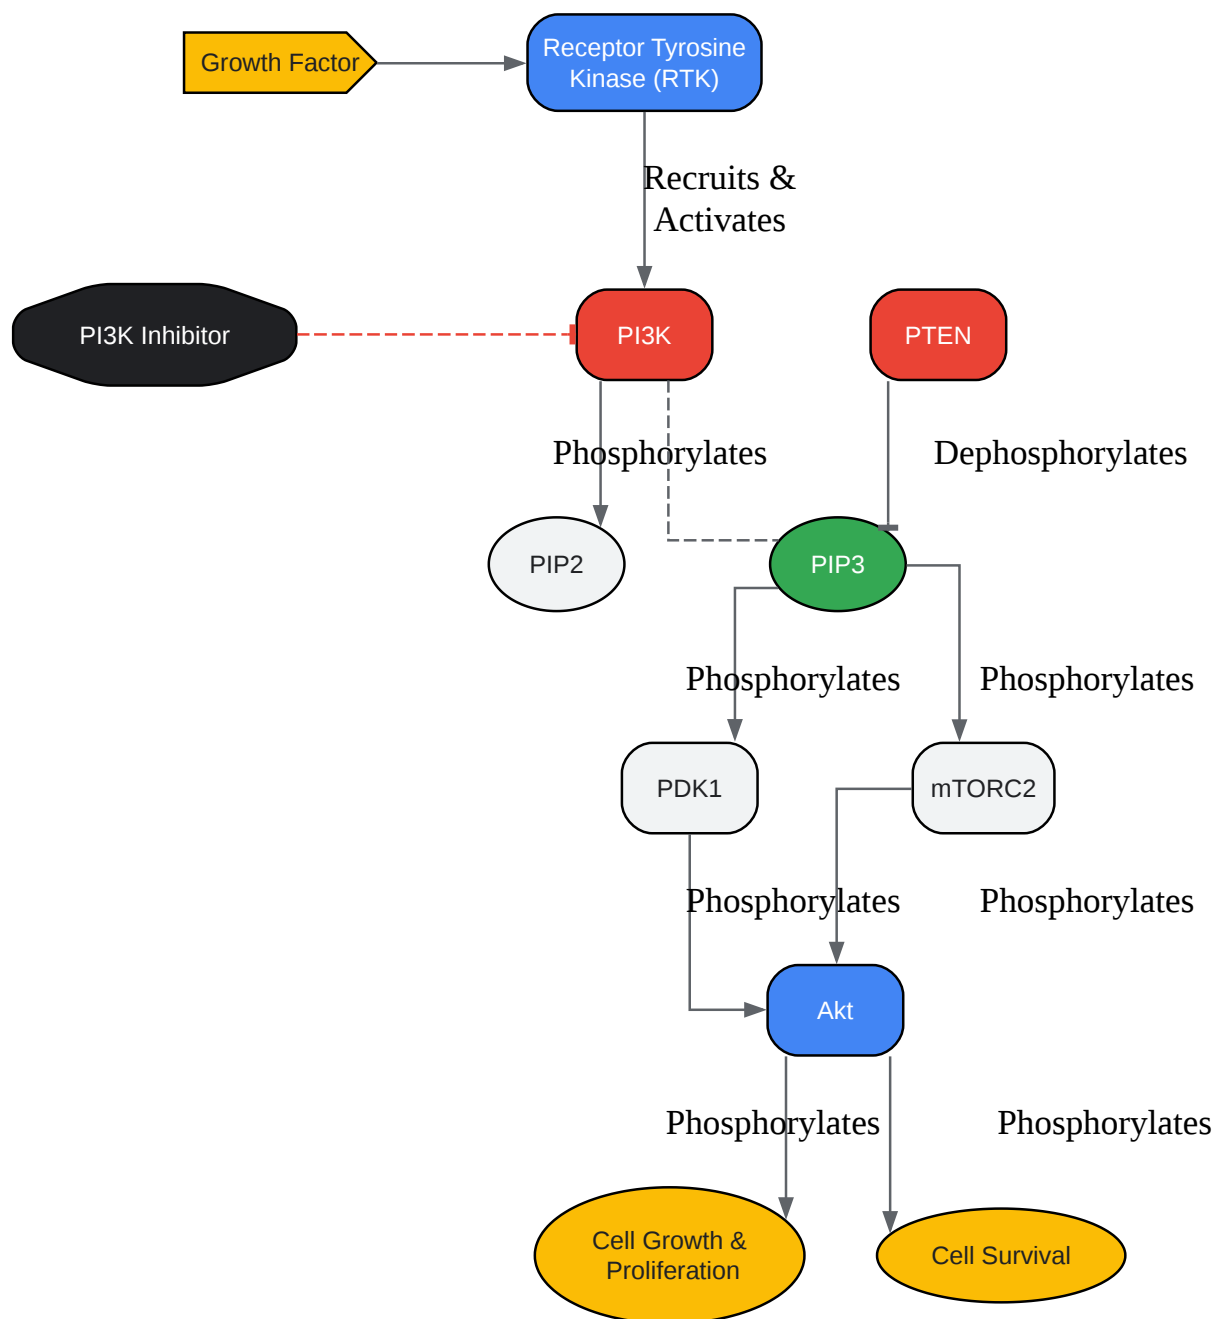 Growth Factor
Receptor Tyrosine
Kinase (RTK)
Recruits &
Activates
PI3K Inhibitor
PI3K
PTEN
Phosphorylates
Dephosphorylates
PIP2
PIP3
Phosphorylates
Phosphorylates
PDK1
mTORC2
Phosphorylates
Phosphorylates
Akt
Phosphorylates
Phosphorylates
Cell Growth &
Proliferation
Cell Survival